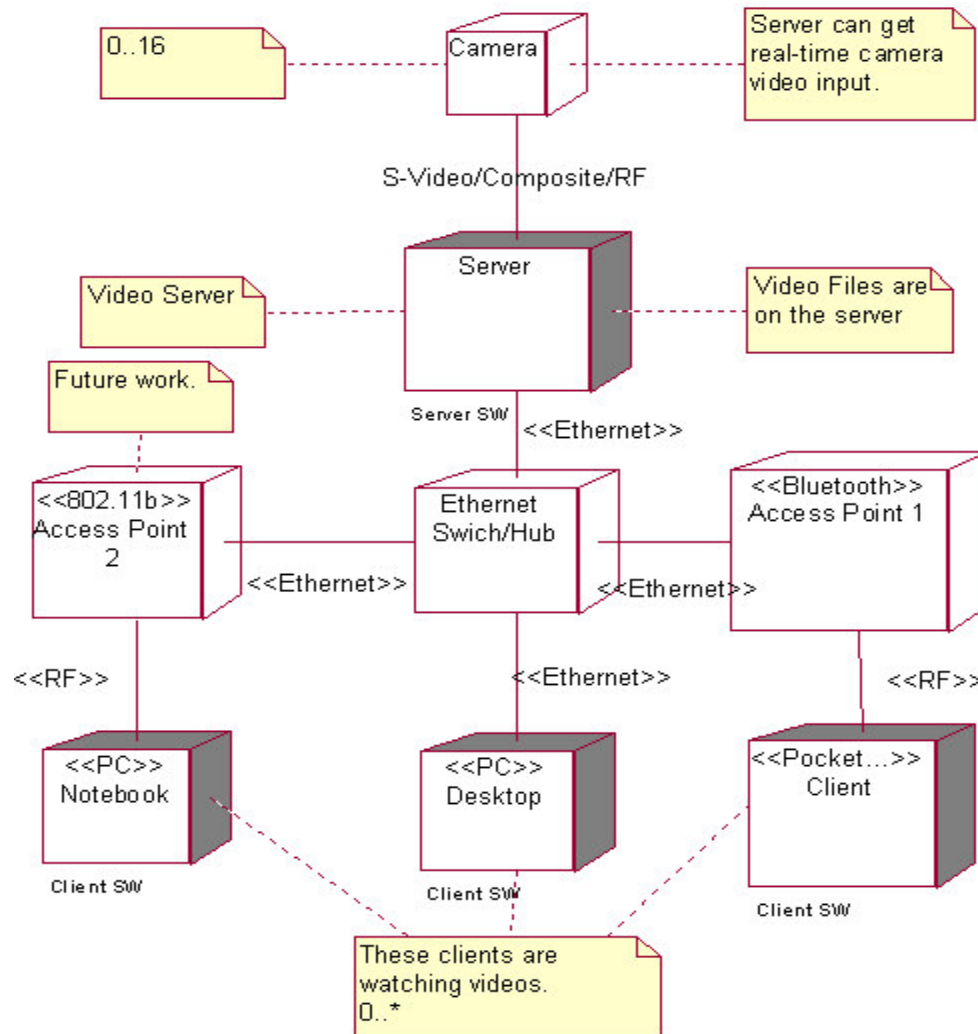 0..16
Camera
Server can get
real-time camera
video input.
S-Video/Composite/RF
Server
Video Server
Video Files are
on the server
Future work.
Server SW
<<Ethernet>>
<<802.11b>>
Access Point
2
Ethernet
Swich/Hub
<<Bluetooth>>
Access Point 1
<<Ethernet>>
<<Ethernet>>
<<RF>>
<<Ethernet>>
<<RF>>
<<PC>>
Notebook
<<PC>>
Desktop
<<Pocket...>>
Client
Client SW
Client SW
Client SW
These clients are
watching videos.
0..*